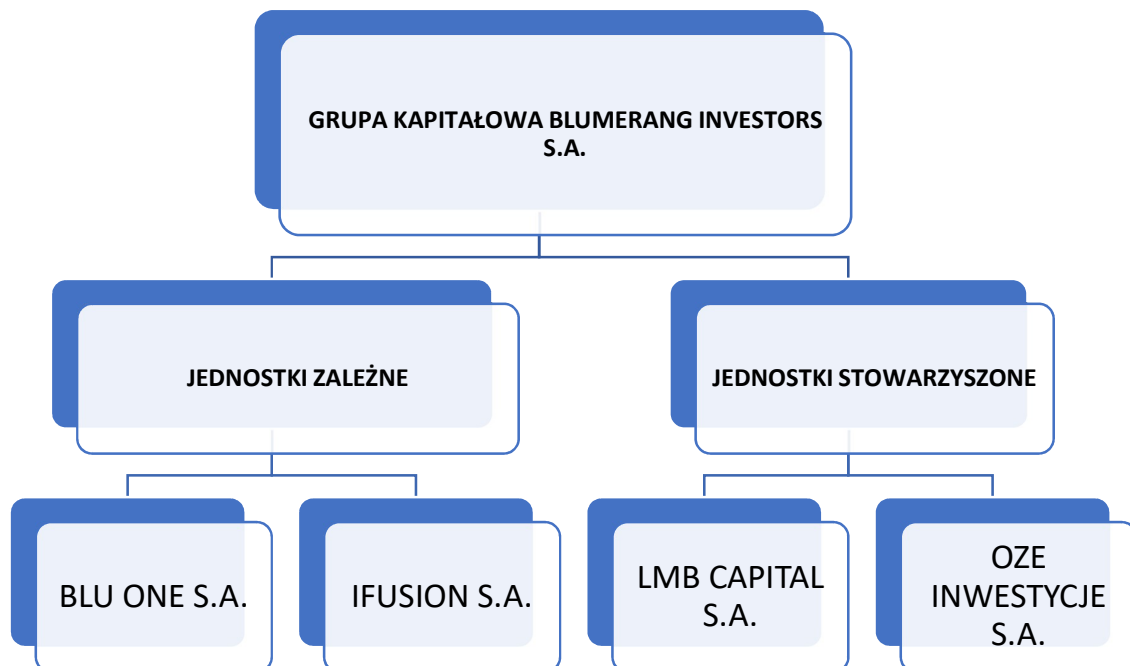 GRUPA KAPITAŁOWA BLUMERANG INVESTORS
S.A.
JEDNOSTKI ZALEŻNE
JEDNOSTKI STOWARZYSZONE
BLU ONE S.A.
IFUSION S.A.
LMB CAPITAL
S.A.
OZE
INWESTYCJE
S.A.